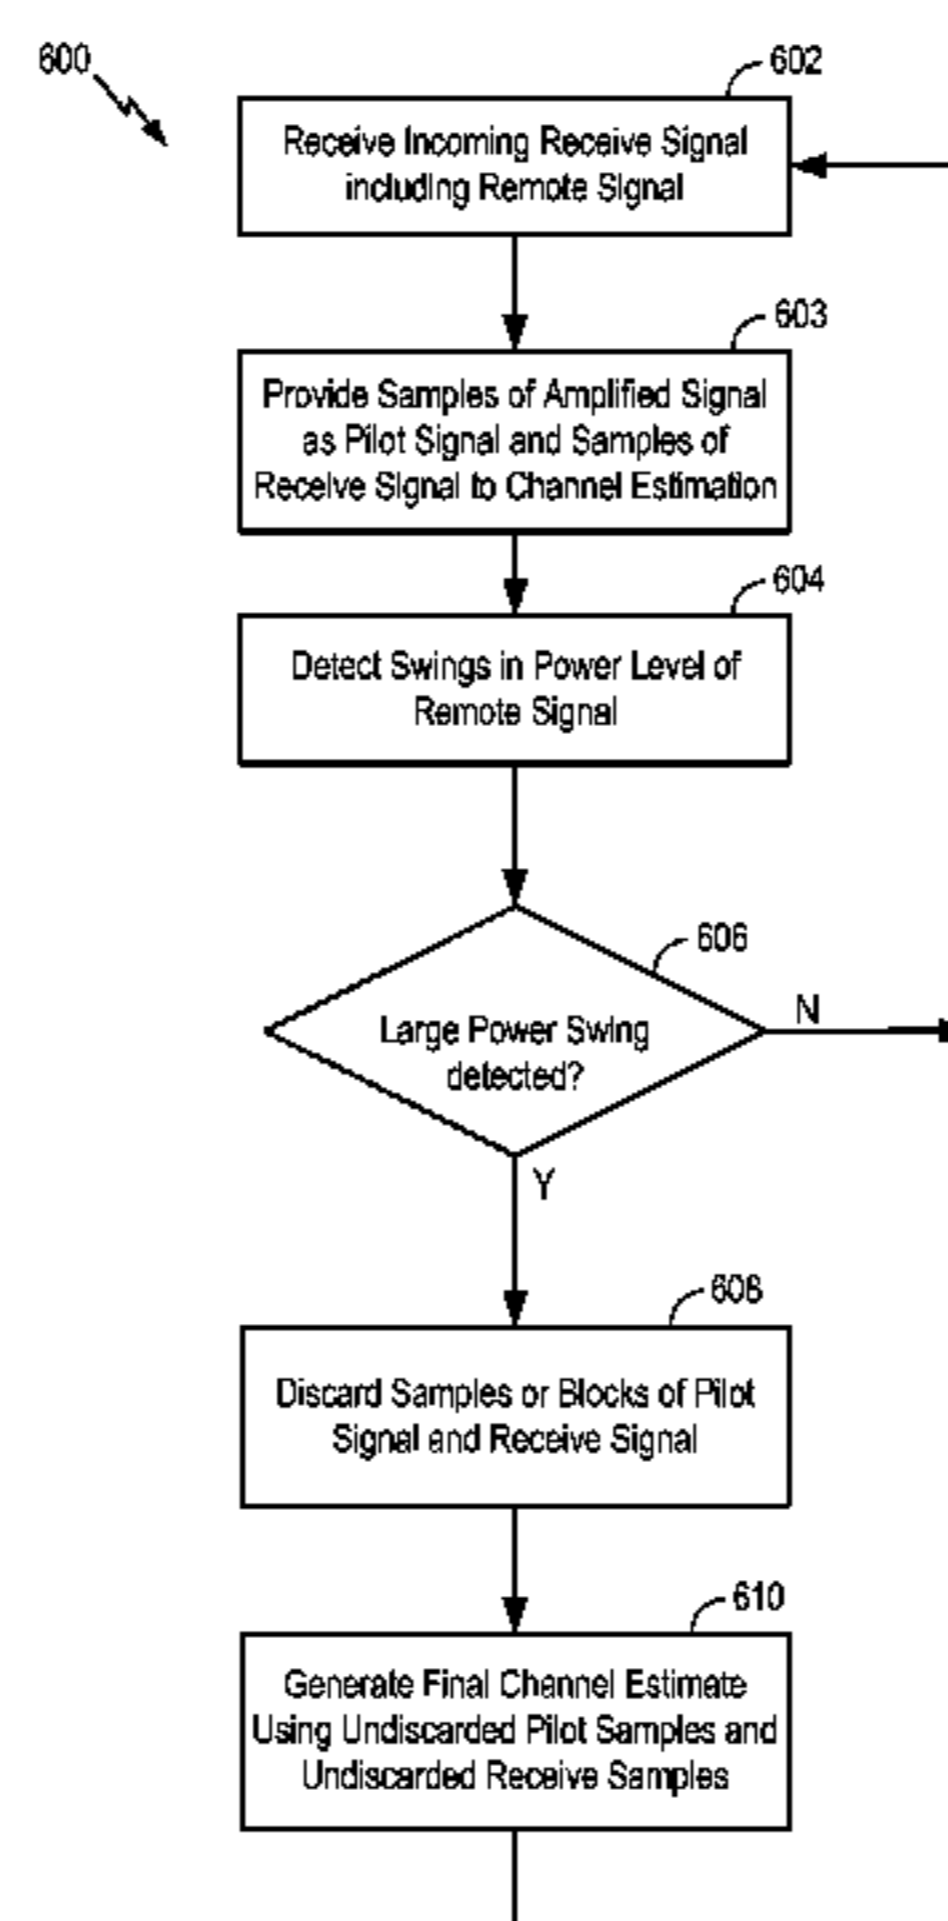 600
602
Receive Incoming Receive Signal
including Remote Signal
603
Provide Samples of Amplified Signal
as Pilot Signal and Samples of
Receive Signal to Channel Estimation
604
Detect Swings in Power Level of
Remote Signal
606
Large Power Swing
detected?
N
Y
608
Discard Samples or Blocks of Pilot
Signal and Receive Signal
610
Generate Final Channel Estimate
Using Undiscarded Pilot Samples and
Undiscarded Receive Samples